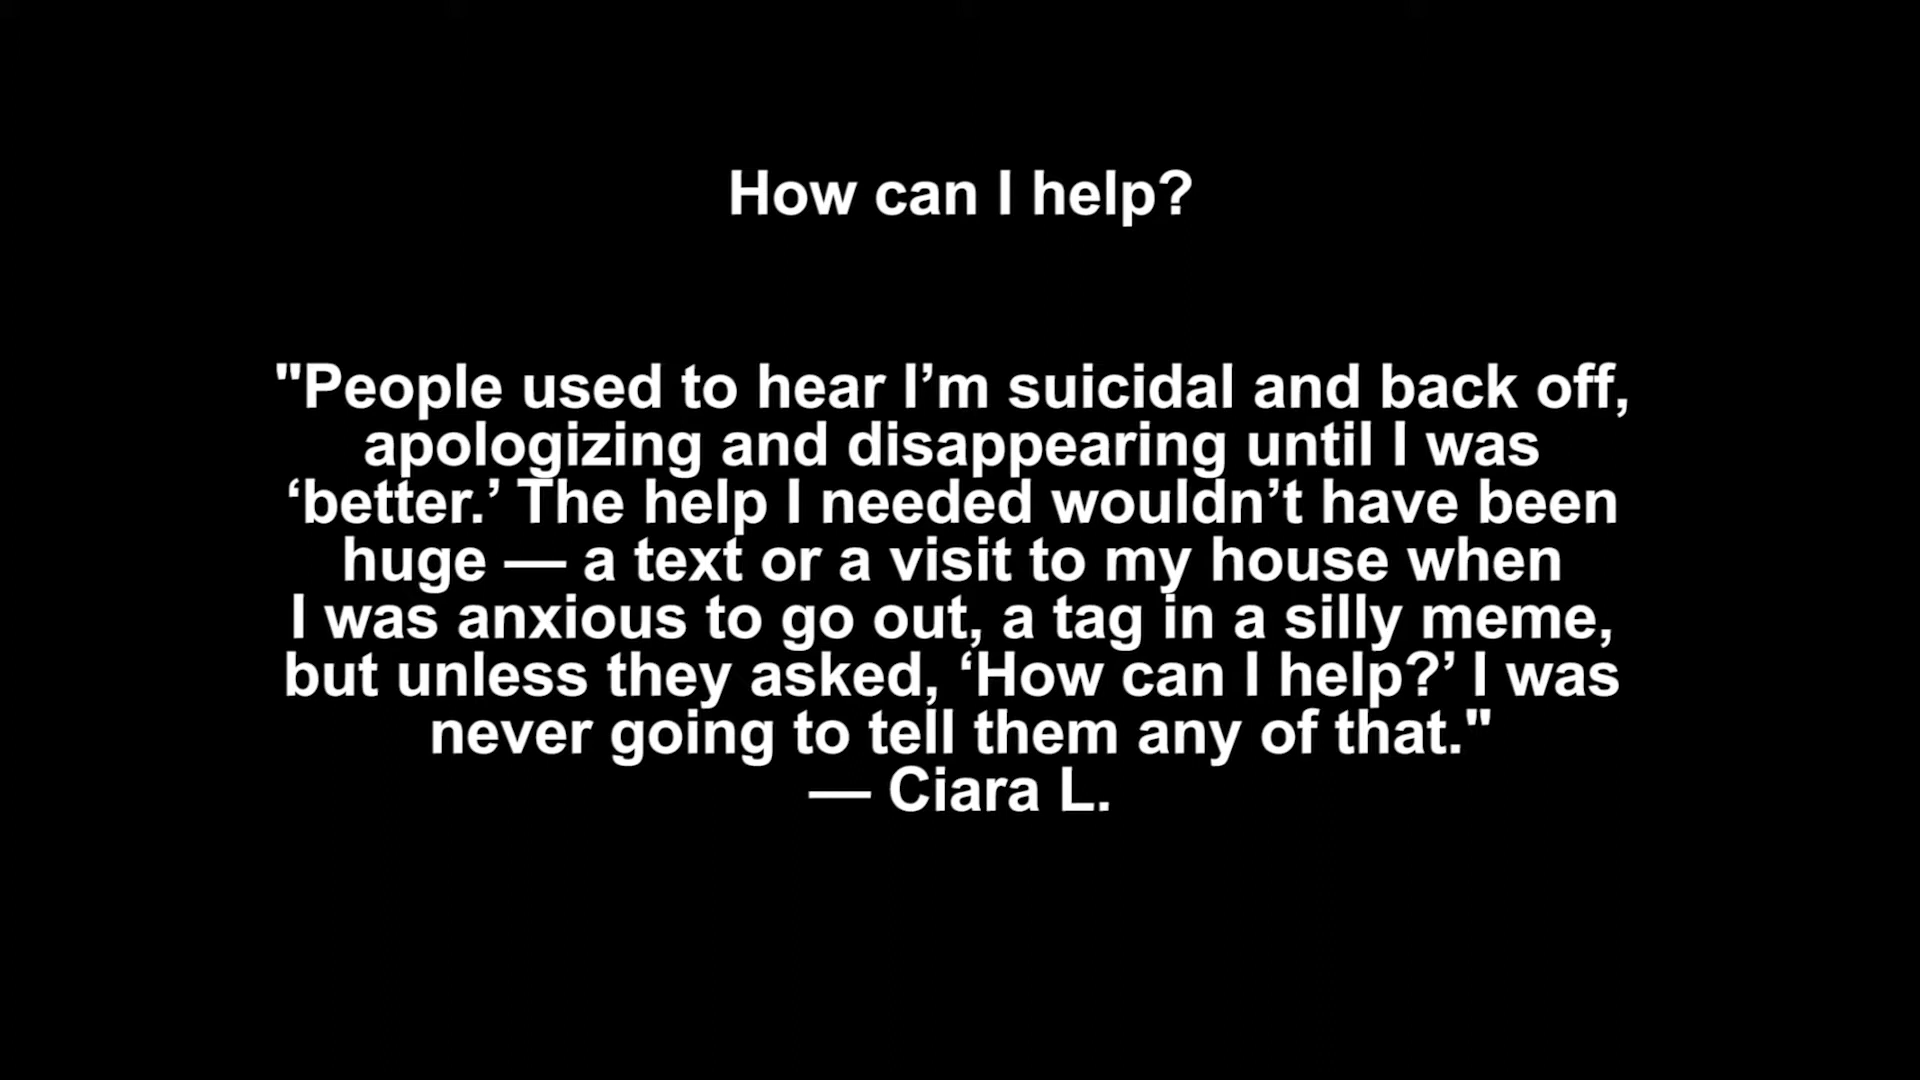 How can I help?
"People used to hear I’m suicidal and back off,
apologizing and disappearing until I was
‘better.’ The help I needed wouldn’t have been
huge — a text or a visit to my house when
I was anxious to go out, a tag in a silly meme,
but unless they asked, ‘How can I help?’ I was
never going to tell them any of that."
— Ciara L.